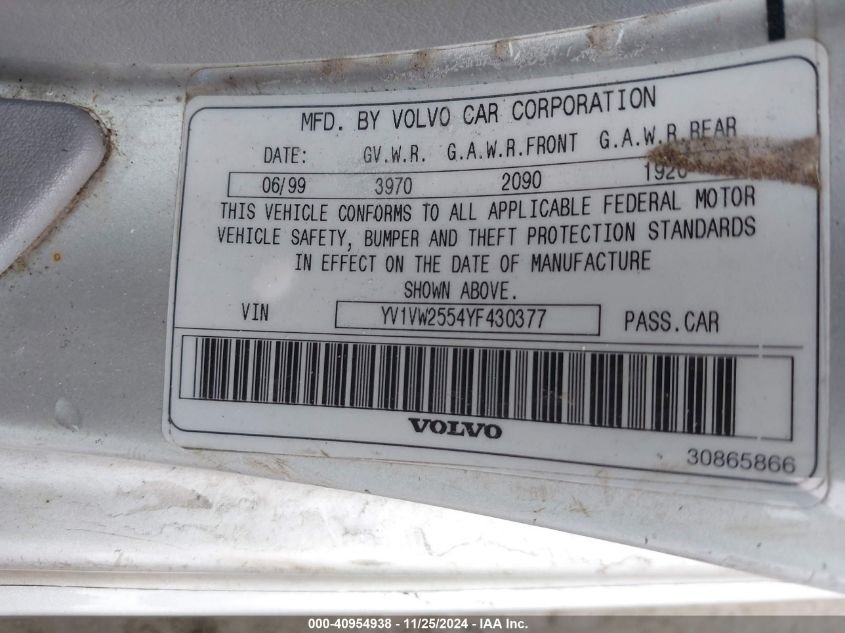 MFD. BY VOLVO CAR CORPORATION
DATE: GV.W.R. G.A.W.R.FRONT G.A.W.R.REAR
06/99 3970 2090 1920
THIS VEHICLE CONFORMS TO ALL APPLICABLE FEDERAL MOTOR
VEHICLE SAFETY, BUMPER AND THEFT PROTECTION STANDARDS
IN EFFECT ON THE DATE OF MANUFACTURE
SHOWN ABOVE.
VIN YV1VW2554YF430377 PASS.CAR
VOLVO
30865866
000-40954938 - 11/25/2024 - IAA Inc.